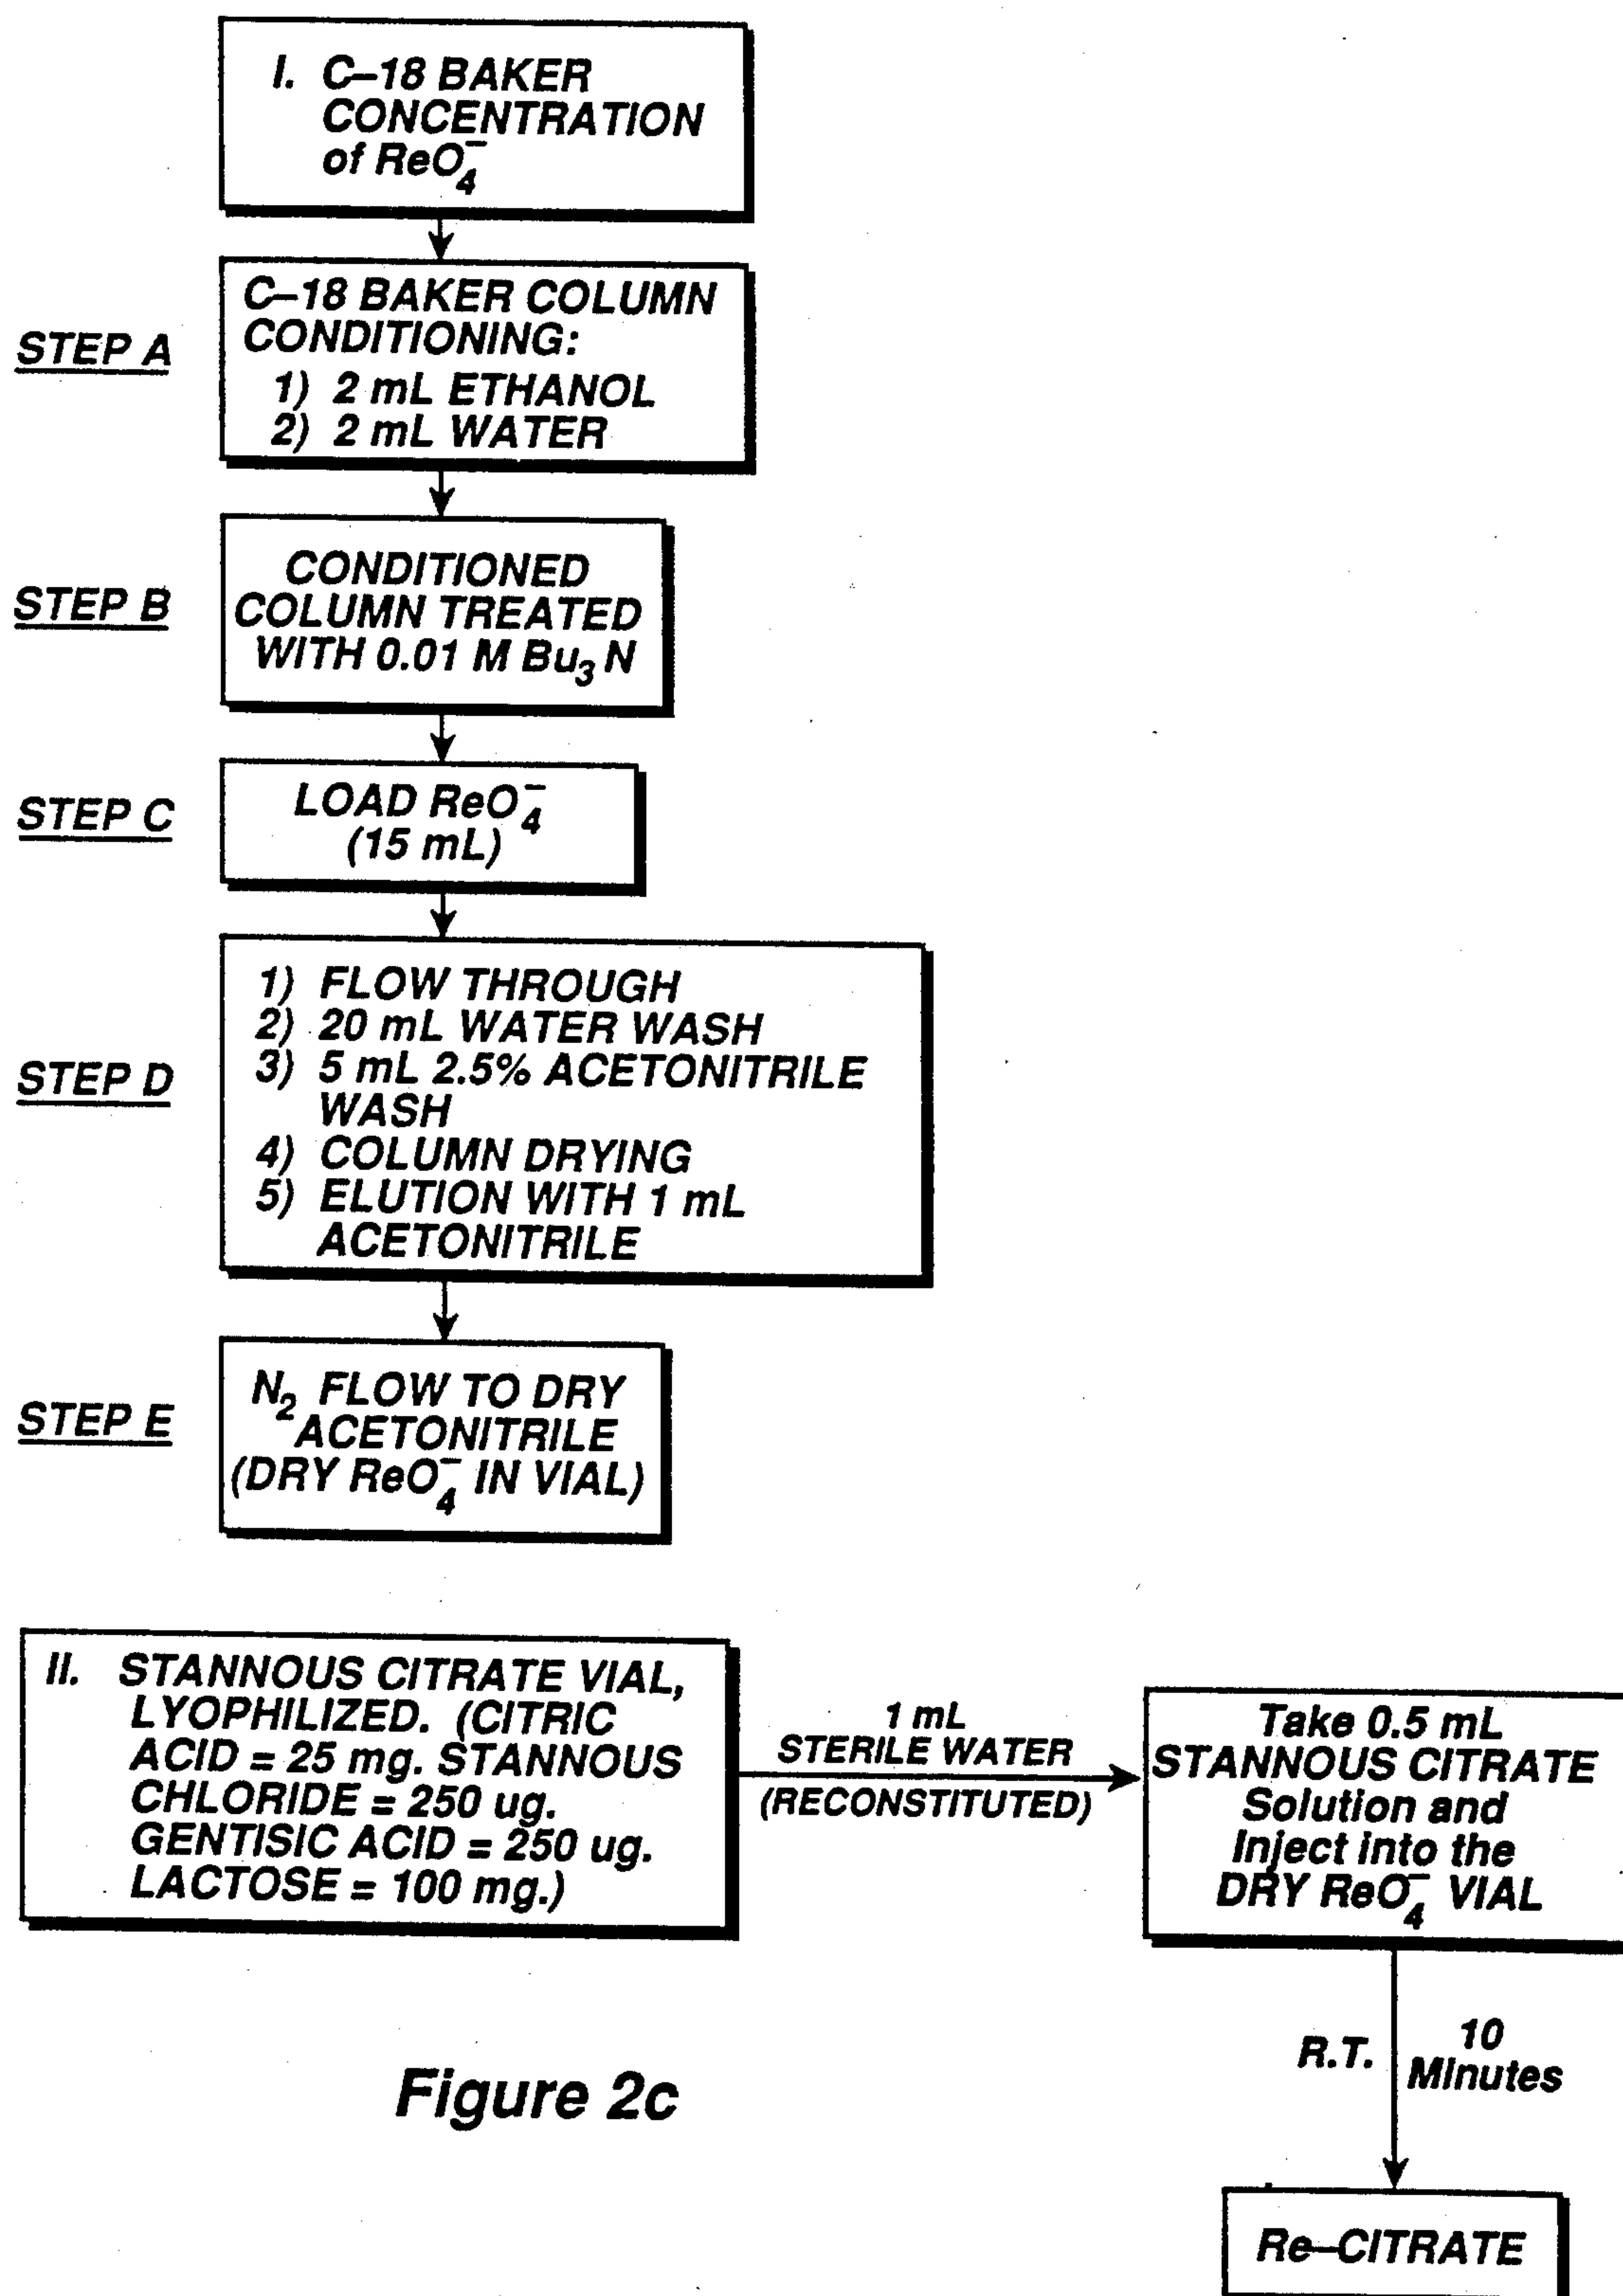 I. C–18 BAKER
CONCENTRATION
of ReO₄⁻
STEP A
C–18 BAKER COLUMN
CONDITIONING:
1) 2 mL ETHANOL
2) 2 mL WATER
STEP B
CONDITIONED
COLUMN TREATED
WITH 0.01 M Bu₃ N
STEP C
LOAD ReO₄⁻
(15 mL)
STEP D
1) FLOW THROUGH
2) 20 mL WATER WASH
3) 5 mL 2.5% ACETONITRILE
WASH
4) COLUMN DRYING
5) ELUTION WITH 1 mL
ACETONITRILE
STEP E
N₂ FLOW TO DRY
ACETONITRILE
(DRY ReO₄⁻ IN VIAL)
II. STANNOUS CITRATE VIAL,
LYOPHILIZED. (CITRIC
ACID = 25 mg. STANNOUS
CHLORIDE = 250 ug.
GENTISIC ACID = 250 ug.
LACTOSE = 100 mg.)
1 mL
STERILE WATER
(RECONSTITUTED)
Take 0.5 mL
STANNOUS CITRATE
Solution and
Inject into the
DRY ReO₄⁻ VIAL
R.T.
10
Minutes
Re–CITRATE
Figure 2c